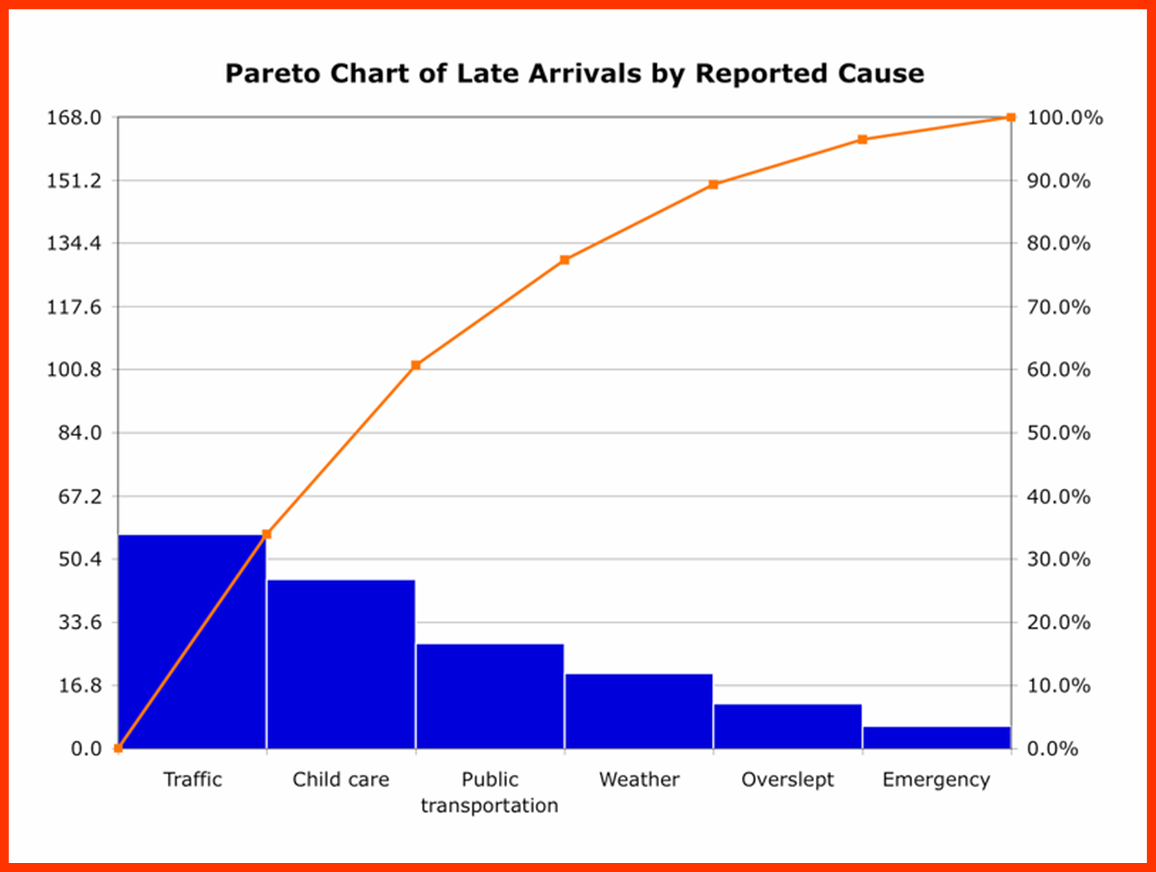 Pareto Chart of Late Arrivals by Reported Cause
168.0
151.2
134.4
117.6
100.8
84.0
67.2
50.4
33.6
16.8
0.0
100.0%
90.0%
80.0%
70.0%
60.0%
50.0%
40.0%
30.0%
20.0%
10.0%
0.0%
Traffic
Child care
Public
transportation
Weather
Overslept
Emergency